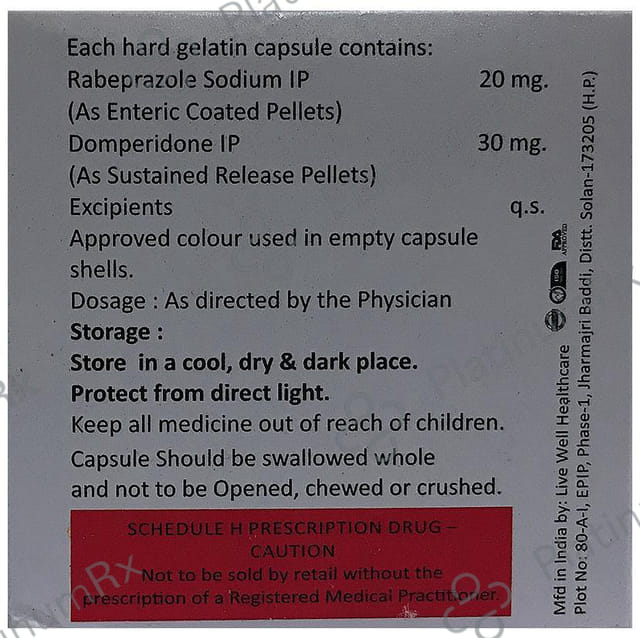 Each hard gelatin capsule contains:
Rabeprazole Sodium IP 20 mg.
(As Enteric Coated Pellets)
Domperidone IP 30 mg.
(As Sustained Release Pellets)
Excipients q.s.
Approved colour used in empty capsule
shells.
Dosage : As directed by the Physician
Storage :
Store in a cool, dry & dark place.
Protect from direct light.
Keep all medicine out of reach of children.
Capsule Should be swallowed whole
and not to be Opened, chewed or crushed.
SCHEDULE H PRESCRIPTION DRUG –
CAUTION
Not to be sold by retail without the
prescription of a Registered Medical Practitioner.
Mfd in India by: Live Well Healthcare
Plot No: 80-A-I, EPIP, Phase-1, Jharmajri Baddi, Distt. Solan-173205 (H.P.)
FDA
APPROVED
ISO
PlatinumRx